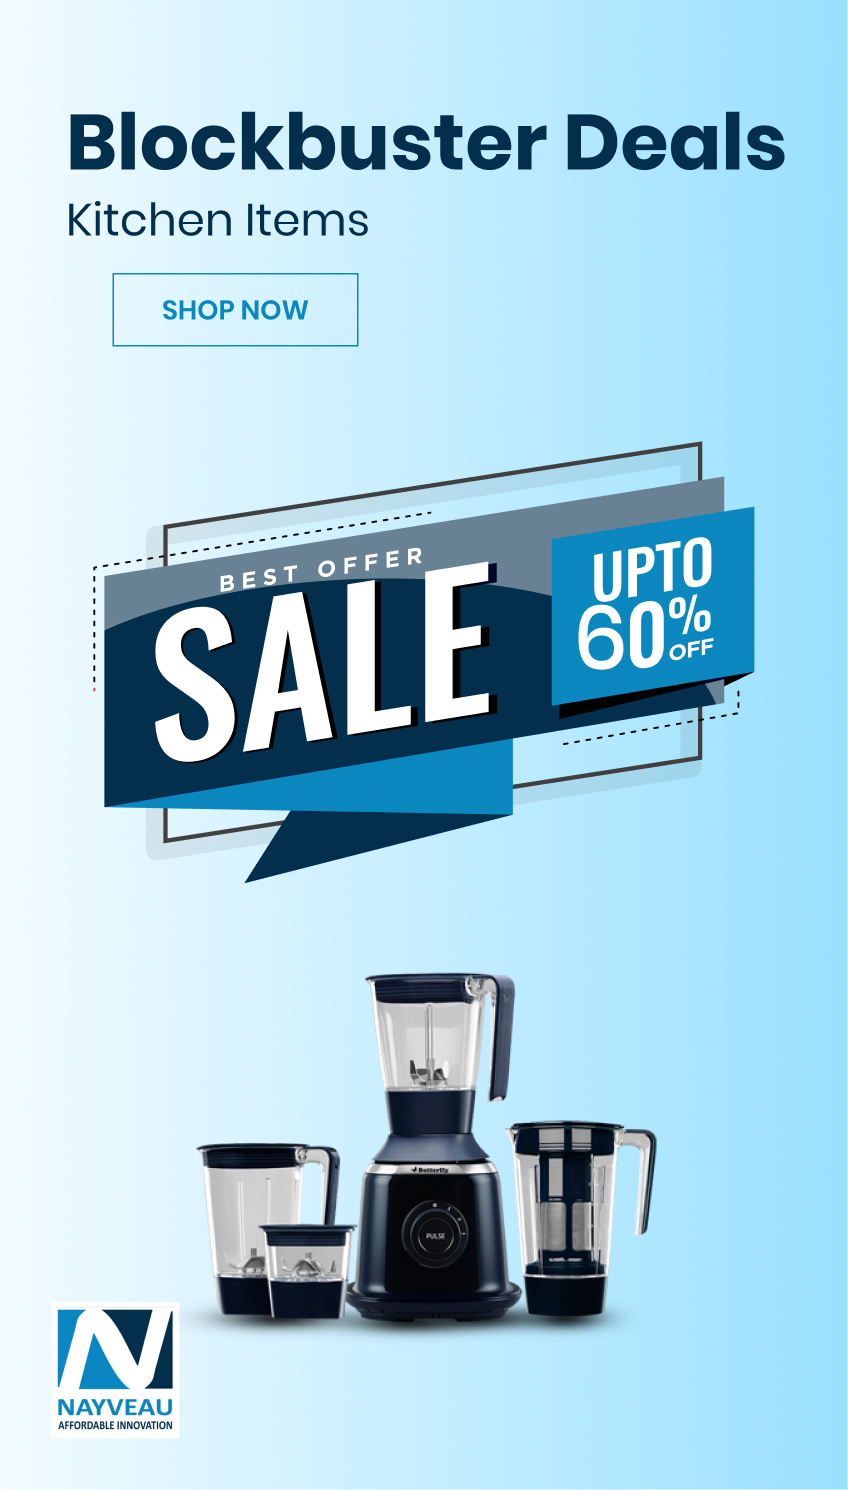 Blockbuster Deals
Kitchen Items
SHOP NOW
BEST OFFER
SALE
UPTO
60%
OFF
Butterfly
PULSE
NAYVEAU
AFFORDABLE INNOVATION